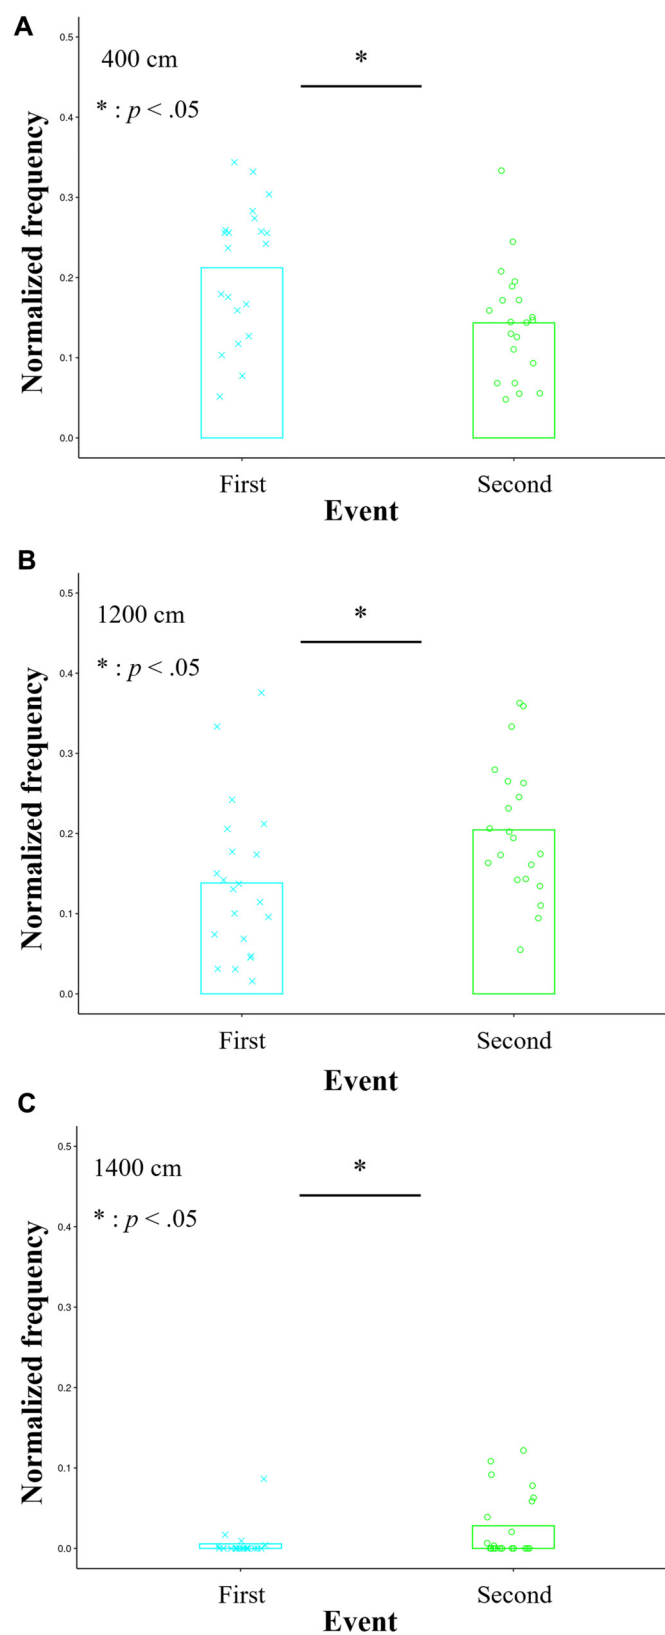 A
400 cm
*
* : p < .05
Normalized frequency
0.5
0.4
0.3
0.2
0.1
0.0
First
Second
Event
B
1200 cm
*
* : p < .05
Normalized frequency
0.5
0.4
0.3
0.2
0.1
0.0
First
Second
Event
C
1400 cm
*
* : p < .05
Normalized frequency
0.5
0.4
0.3
0.2
0.1
0.0
First
Second
Event